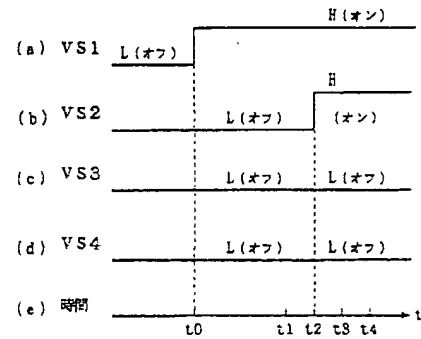 H(オン)
(a) VS1 L(オフ)
H
(b) VS2 L(オフ) (オン)
(c) VS3 L(オフ) L(オフ)
(d) VS4 L(オフ) L(オフ)
(e) 時間 t
t0 t1 t2 t3 t4